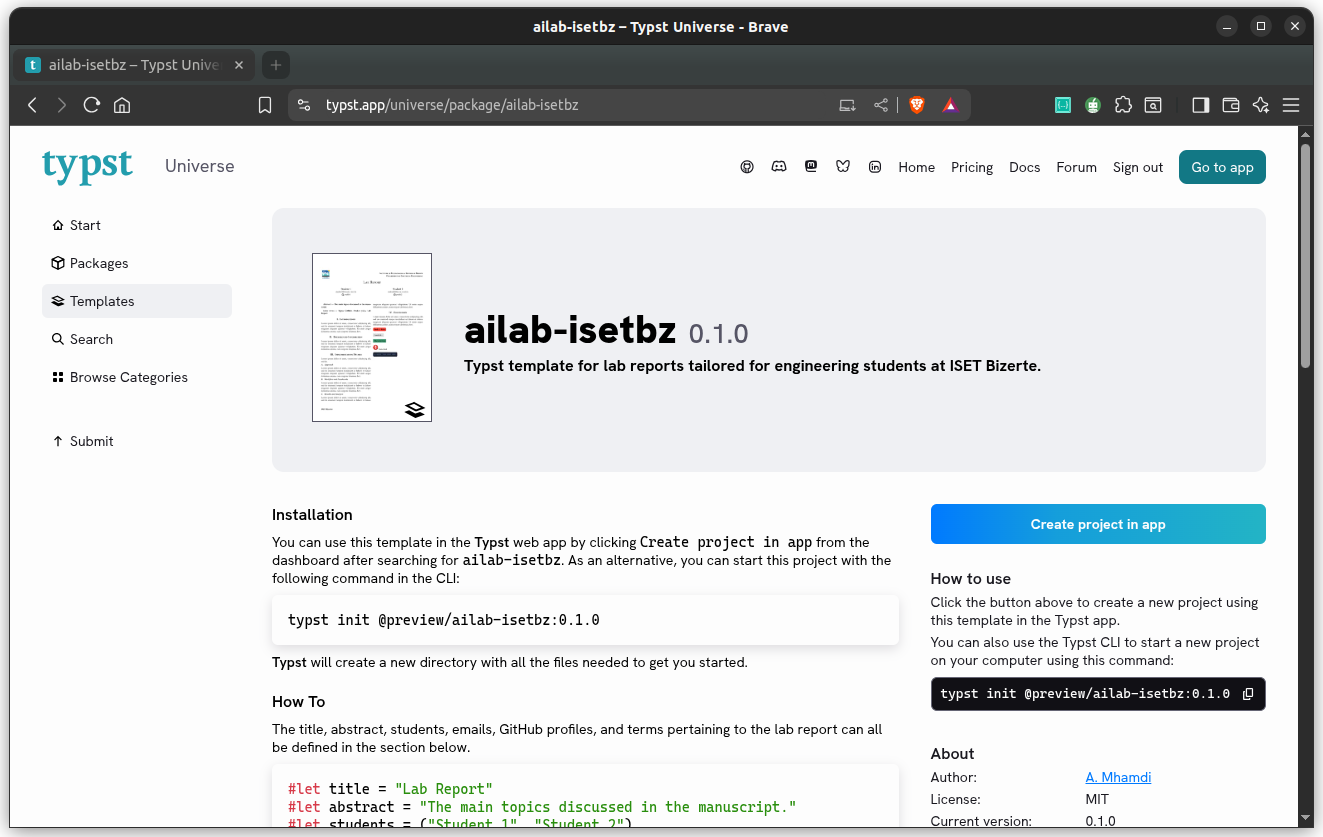 ailab-isetbz – Typst Universe - Brave
ailab-isetbz – Typst Unive
typst.app/universe/package/ailab-isetbz
typst
Universe
Home
Pricing
Docs
Forum
Sign out
Go to app
Start
Packages
Templates
Search
Browse Categories
Submit
ailab-isetbz 0.1.0
Typst template for lab reports tailored for engineering students at ISET Bizerte.
Installation
You can use this template in the Typst web app by clicking Create project in app from the
dashboard after searching for ailab-isetbz. As an alternative, you can start this project with the
following command in the CLI:
typst init @preview/ailab-isetbz:0.1.0
Typst will create a new directory with all the files needed to get you started.
How To
The title, abstract, students, emails, GitHub profiles, and terms pertaining to the lab report can all
be defined in the section below.
#let title = "Lab Report"
#let abstract = "The main topics discussed in the manuscript."
#let students = ("Student 1", "Student 2")
Create project in app
How to use
Click the button above to create a new project using
this template in the Typst app.
You can also use the Typst CLI to start a new project
on your computer using this command:
typst init @preview/ailab-isetbz:0.1.0
About
Author: A. Mhamdi
License: MIT
Current version: 0.1.0